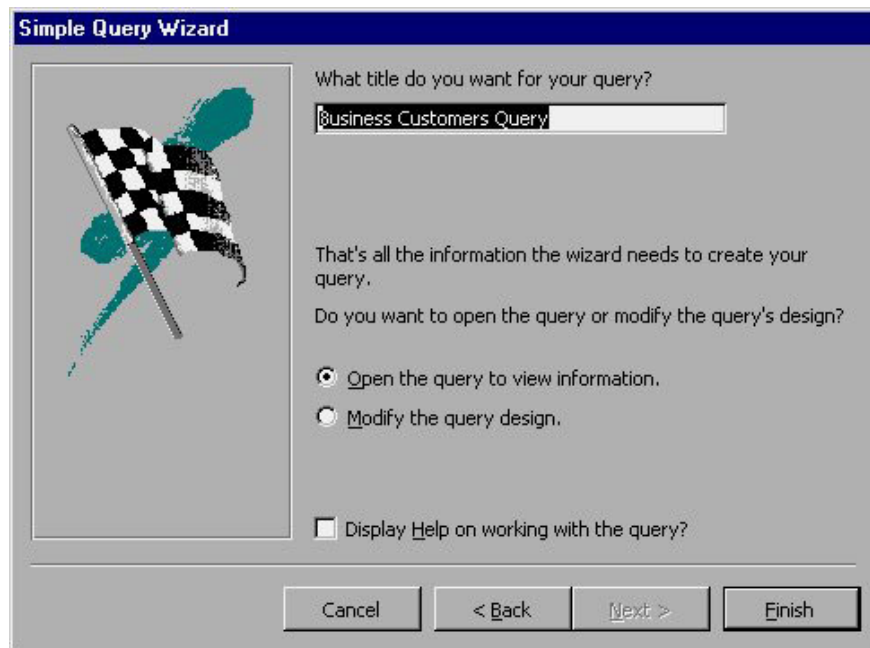 Simple Query Wizard
What title do you want for your query?
Business Customers Query
That's all the information the wizard needs to create your
query.
Do you want to open the query or modify the query's design?
Open the query to view information.
Modify the query design.
Display Help on working with the query?
Cancel
< Back
Next >
Finish